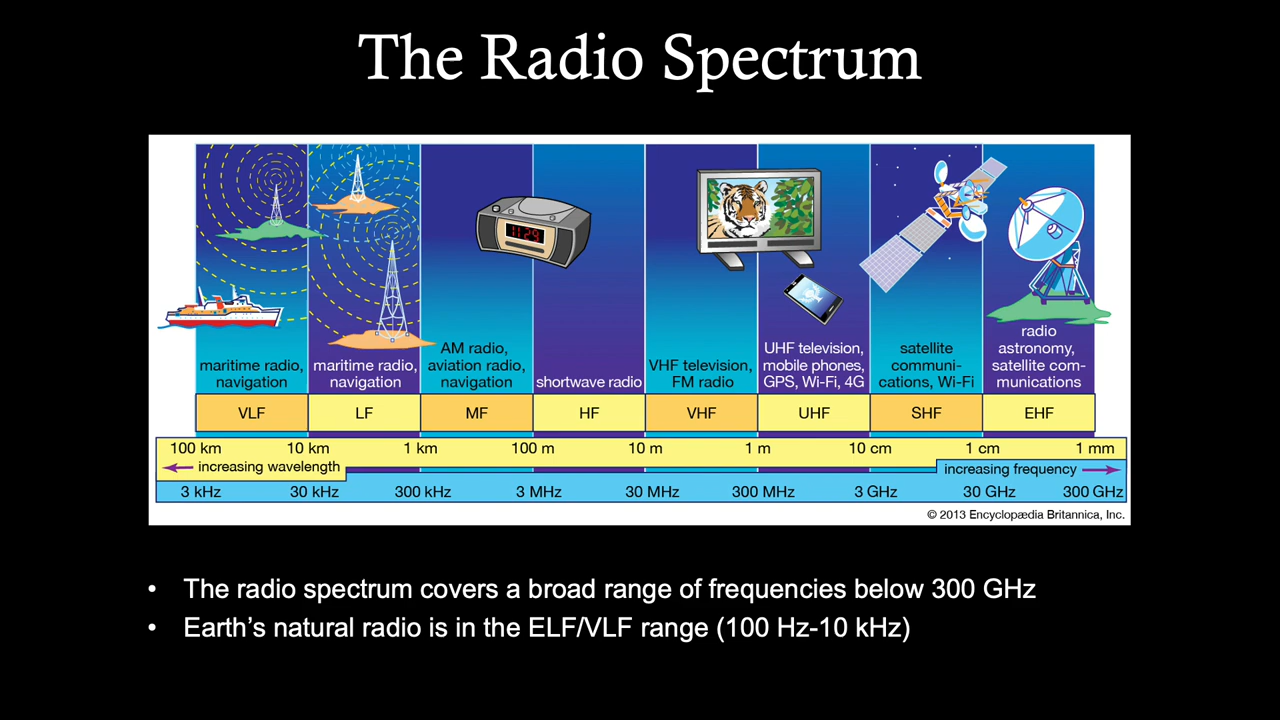 The Radio Spectrum
11:29
maritime radio,
navigation
maritime radio,
navigation
AM radio,
aviation radio,
navigation
shortwave radio
VHF television,
FM radio
UHF television,
mobile phones,
GPS, Wi-Fi, 4G
satellite
communi-
cations, Wi-Fi
radio
astronomy,
satellite com-
munications
VLF LF MF HF VHF UHF SHF EHF
100 km 10 km 1 km 100 m 10 m 1 m 10 cm 1 cm 1 mm
increasing wavelength increasing frequency
3 kHz 30 kHz 300 kHz 3 MHz 30 MHz 300 MHz 3 GHz 30 GHz 300 GHz
© 2013 Encyclopædia Britannica, Inc.
• The radio spectrum covers a broad range of frequencies below 300 GHz
• Earth’s natural radio is in the ELF/VLF range (100 Hz-10 kHz)